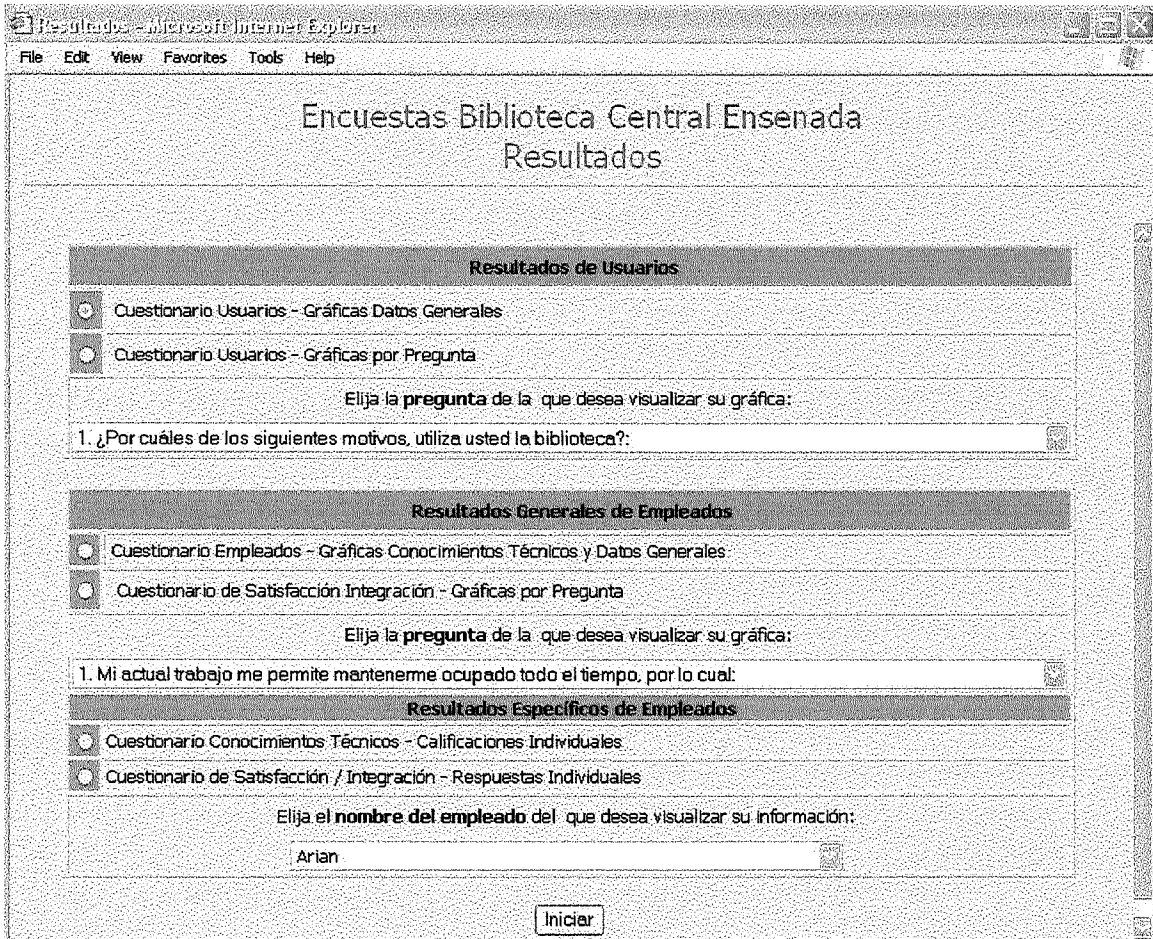 Resultados - Microsoft Internet Explorer
File Edit View Favorites Tools Help
Encuestas Biblioteca Central Ensenada
Resultados
Resultados de Usuarios
Cuestionario Usuarios - Gráficas Datos Generales
Cuestionario Usuarios - Gráficas por Pregunta
Elija la pregunta de la que desea visualizar su gráfica:
1. ¿Por cuáles de los siguientes motivos, utiliza usted la biblioteca?:
Resultados Generales de Empleados
Cuestionario Empleados - Gráficas Conocimientos Técnicos y Datos Generales
Cuestionario de Satisfacción Integración - Gráficas por Pregunta
Elija la pregunta de la que desea visualizar su gráfica:
1. Mi actual trabajo me permite mantenerme ocupado todo el tiempo, por lo cual:
Resultados Específicos de Empleados
Cuestionario Conocimientos Técnicos - Calificaciones Individuales
Cuestionario de Satisfacción / Integración - Respuestas Individuales
Elija el nombre del empleado del que desea visualizar su información:
Arian
Iniciar